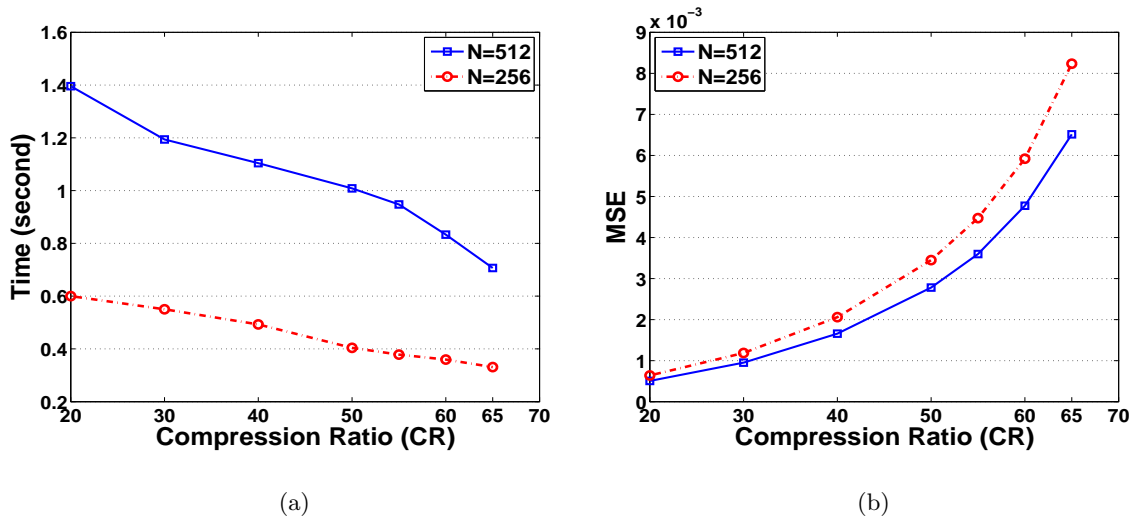 1.6
1.4
1.2
1
0.8
0.6
0.4
0.2
20 30 40 50 60 65 70
Time (second)
Compression Ratio (CR)
N=512
N=256
(a)
x 10⁻³
9
8
7
6
5
4
3
2
1
0
20 30 40 50 60 65 70
MSE
Compression Ratio (CR)
N=512
N=256
(b)